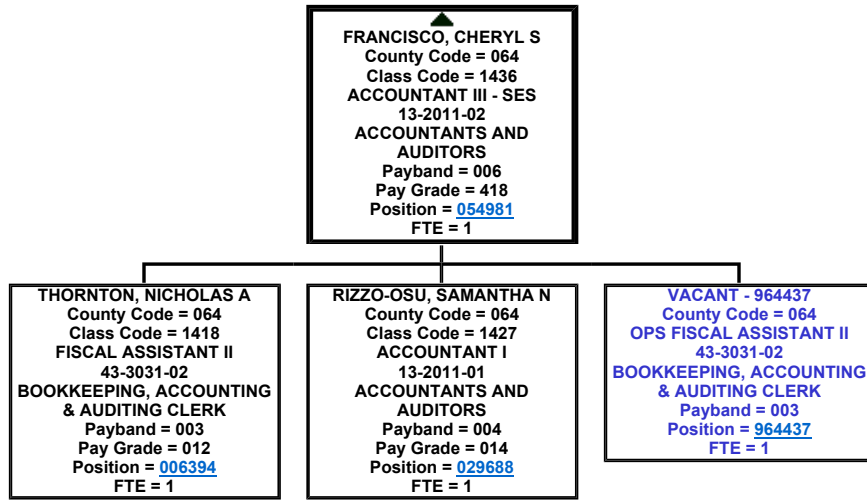 FRANCISCO, CHERYL S
County Code = 064
Class Code = 1436
ACCOUNTANT III - SES
13-2011-02
ACCOUNTANTS AND
AUDITORS
Payband = 006
Pay Grade = 418
Position = 054981
FTE = 1
THORNTON, NICHOLAS A
County Code = 064
Class Code = 1418
FISCAL ASSISTANT II
43-3031-02
BOOKKEEPING, ACCOUNTING
& AUDITING CLERK
Payband = 003
Pay Grade = 012
Position = 006394
FTE = 1
RIZZO-OSU, SAMANTHA N
County Code = 064
Class Code = 1427
ACCOUNTANT I
13-2011-01
ACCOUNTANTS AND
AUDITORS
Payband = 004
Pay Grade = 014
Position = 029688
FTE = 1
VACANT - 964437
County Code = 064
OPS FISCAL ASSISTANT II
43-3031-02
BOOKKEEPING, ACCOUNTING
& AUDITING CLERK
Payband = 003
Position = 964437
FTE = 1